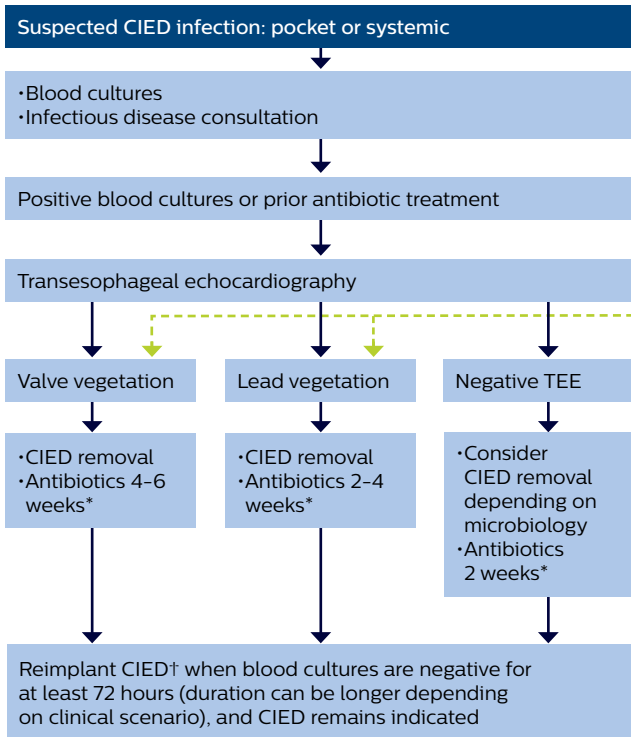 Suspected CIED infection: pocket or systemic
•Blood cultures
•Infectious disease consultation
Positive blood cultures or prior antibiotic treatment
Transesophageal echocardiography
Valve vegetation
Lead vegetation
Negative TEE
•CIED removal
•Antibiotics 4-6
weeks*
•CIED removal
•Antibiotics 2-4
weeks*
•Consider
CIED removal
depending on
microbiology
•Antibiotics
2 weeks*
Reimplant CIED† when blood cultures are negative for
at least 72 hours (duration can be longer depending
on clinical scenario), and CIED remains indicated